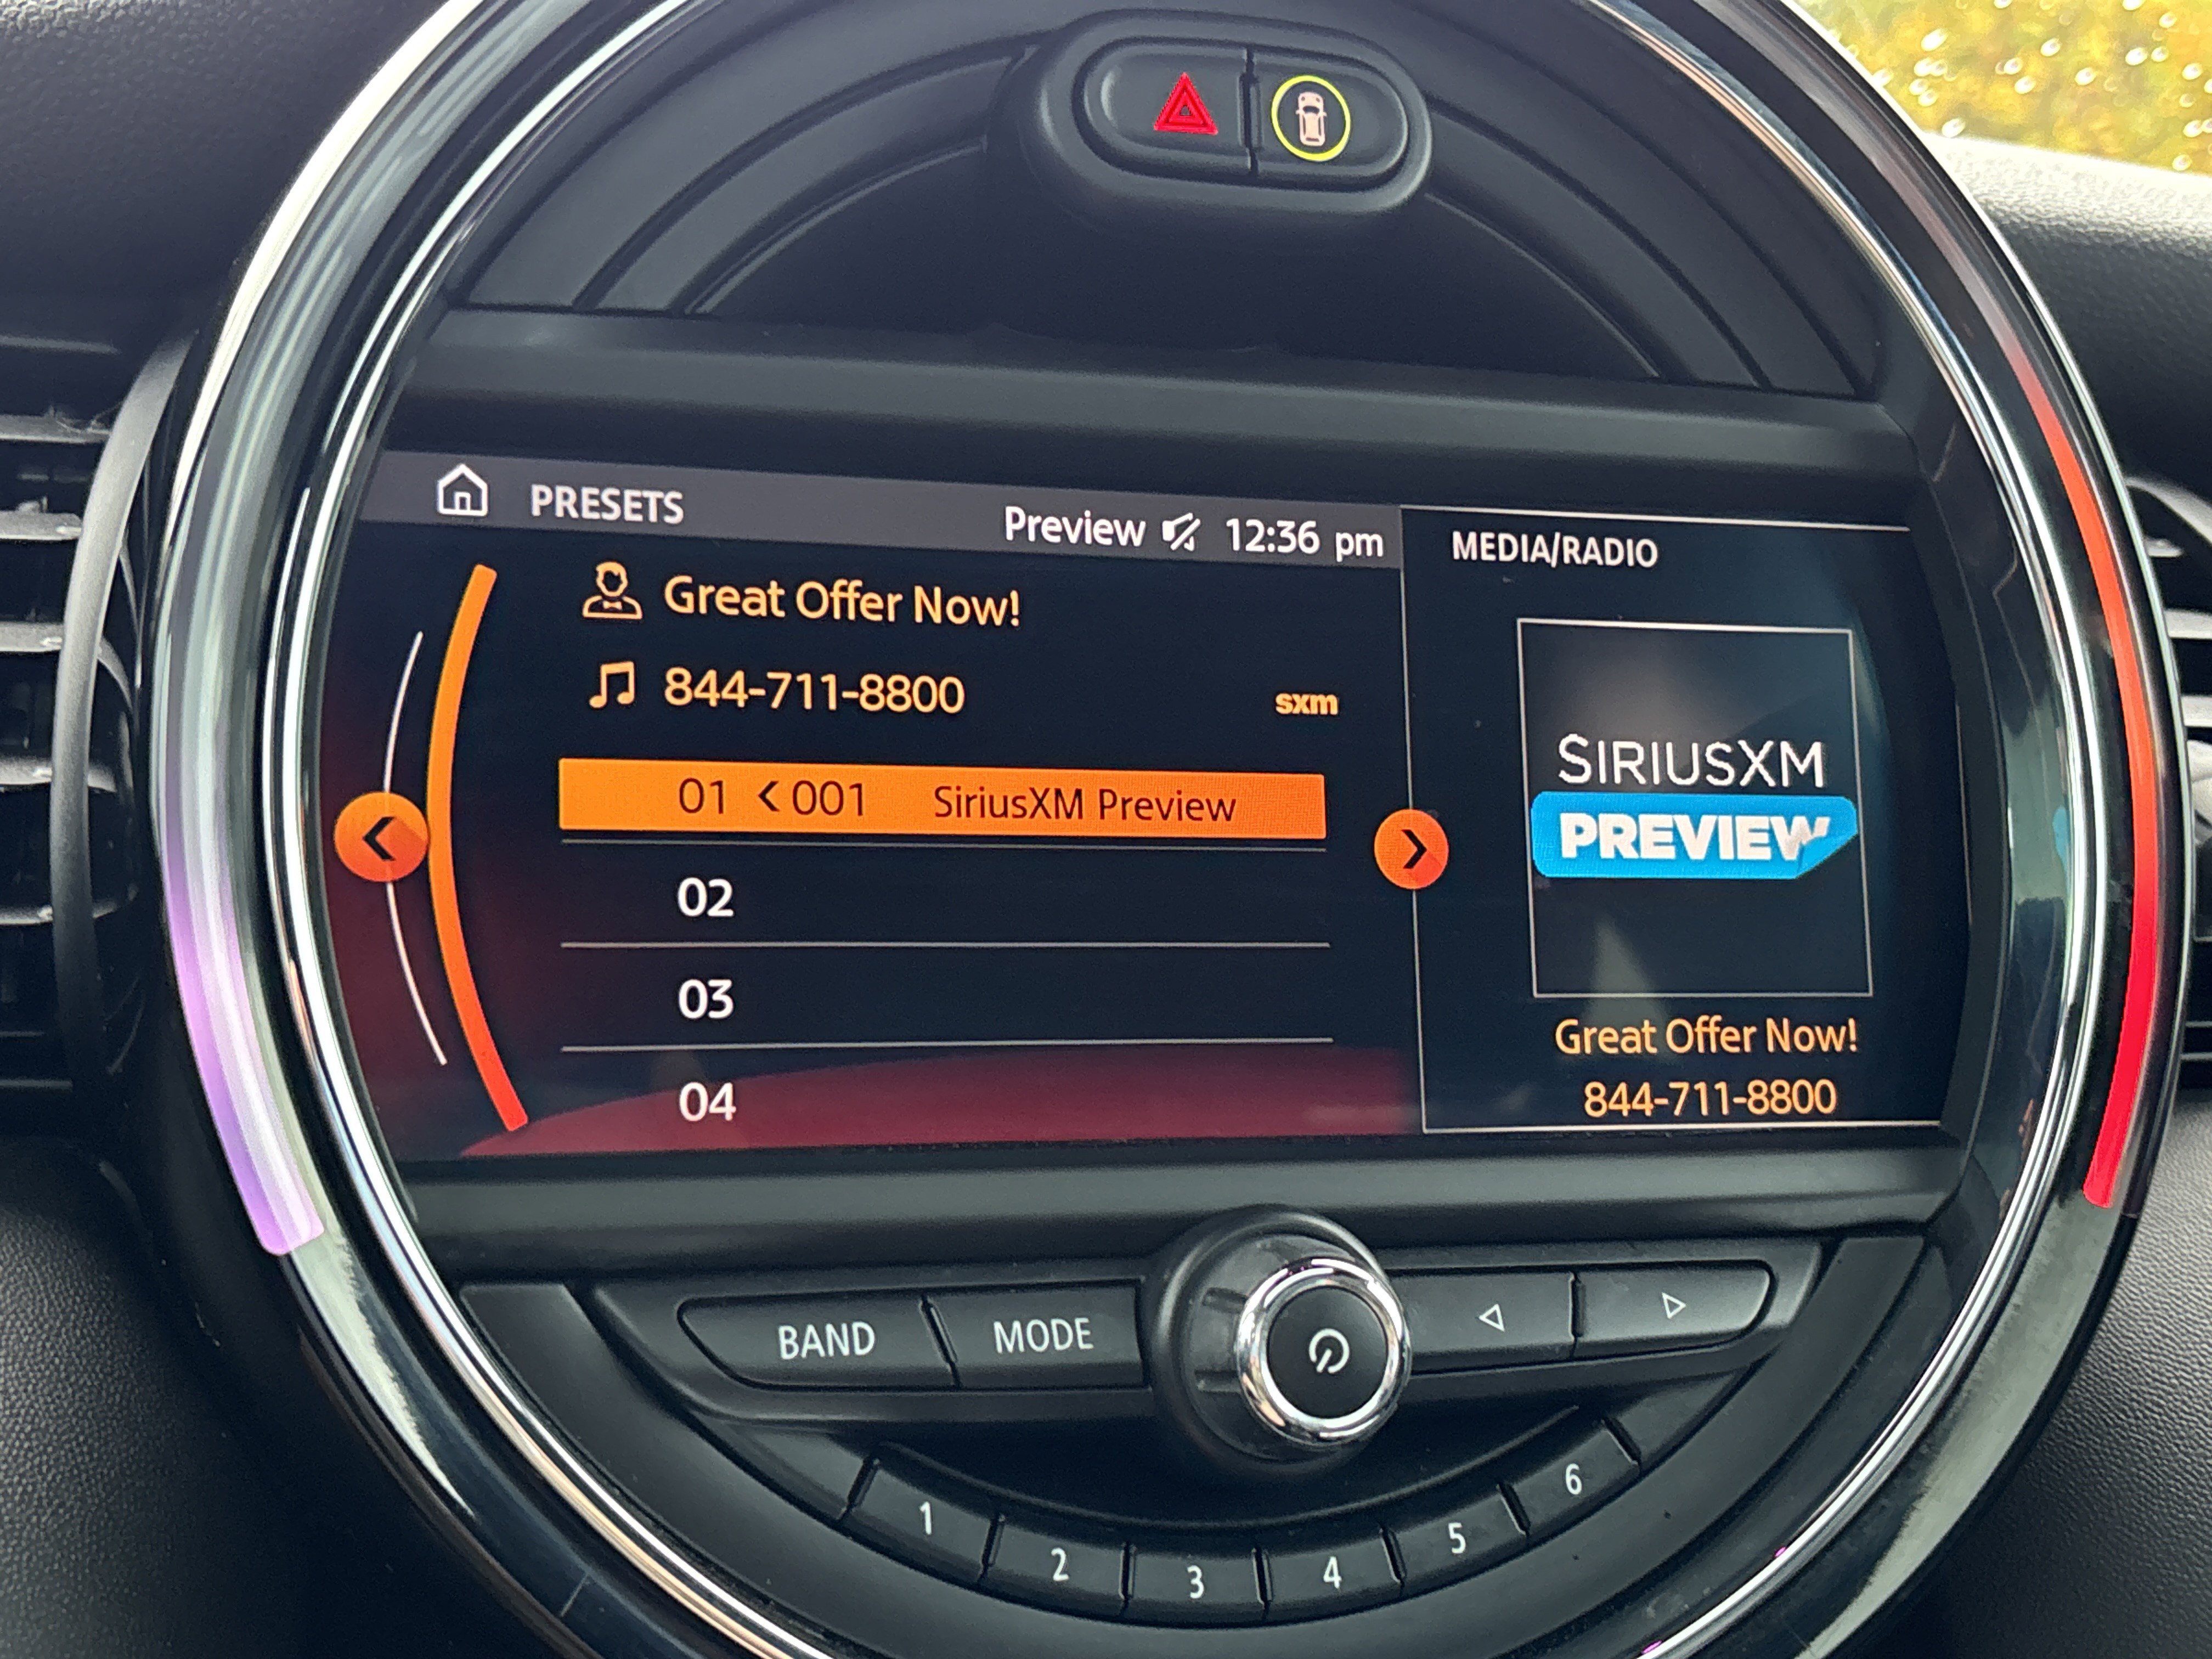 PRESETS
Preview 12:36 pm
Great Offer Now!
844-711-8800
sxm
01 < 001 SiriusXM Preview
02
03
04
MEDIA/RADIO
SIRIUSXM
PREVIEW
Great Offer Now!
844-711-8800
BAND MODE
1 2 3 4 5 6